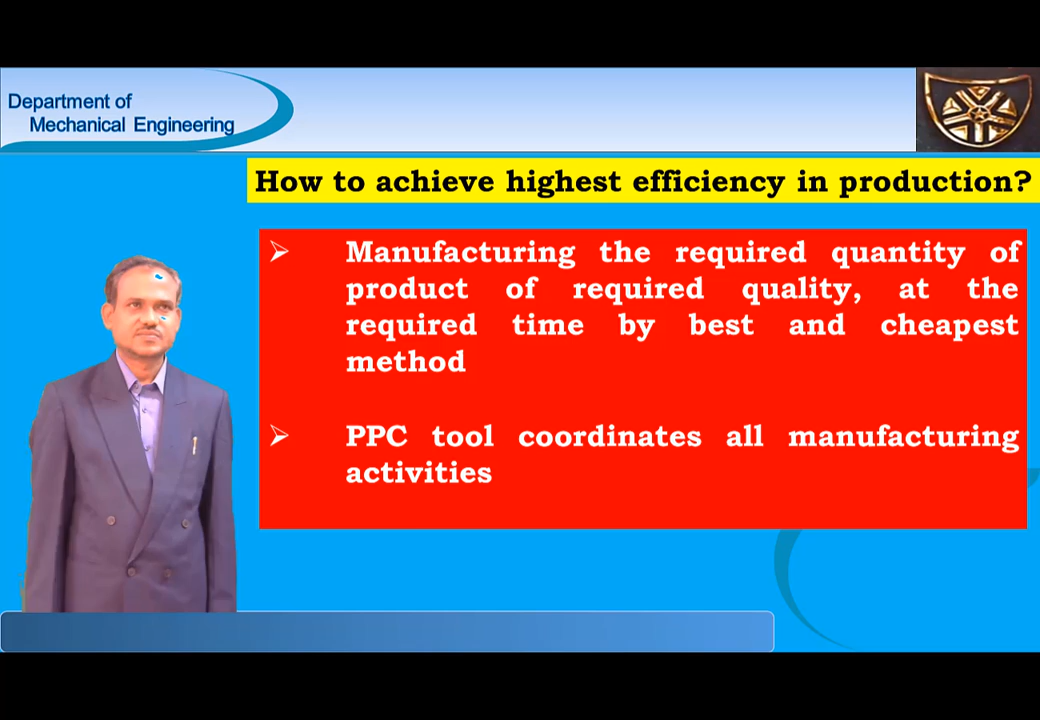 Department of
Mechanical Engineering
How to achieve highest efficiency in production?
Manufacturing the required quantity of
product of required quality, at the
required time by best and cheapest
method
PPC tool coordinates all manufacturing
activities